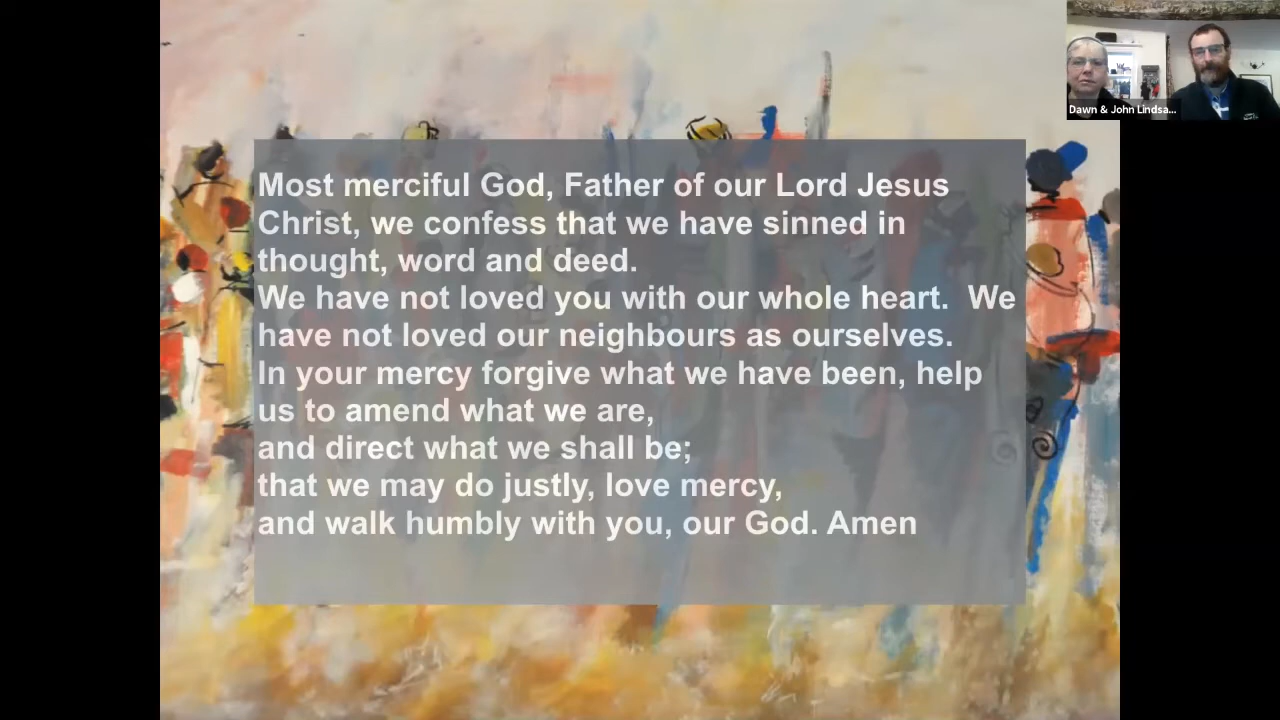 Dawn & John Lindsa...
Most merciful God, Father of our Lord Jesus
Christ, we confess that we have sinned in
thought, word and deed.
We have not loved you with our whole heart.  We
have not loved our neighbours as ourselves.
In your mercy forgive what we have been, help
us to amend what we are,
and direct what we shall be;
that we may do justly, love mercy,
and walk humbly with you, our God. Amen